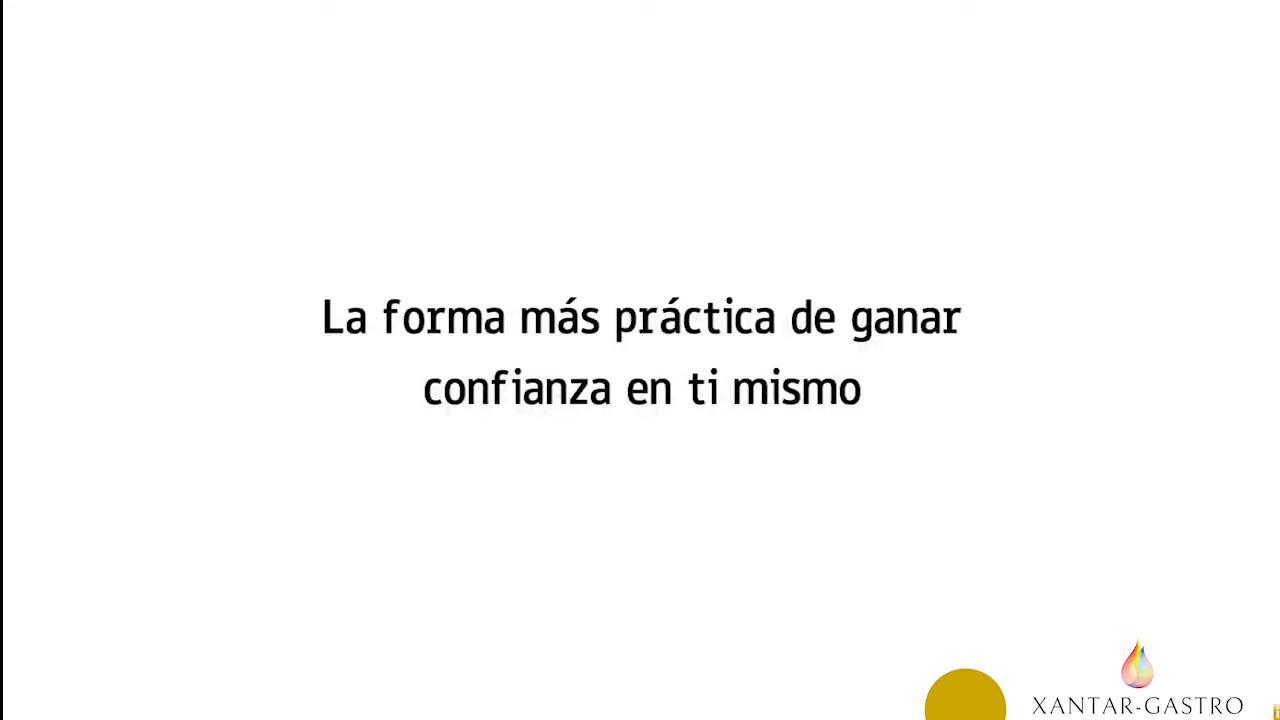 La forma más práctica de ganar
confianza en ti mismo
XANTAR-GASTRO